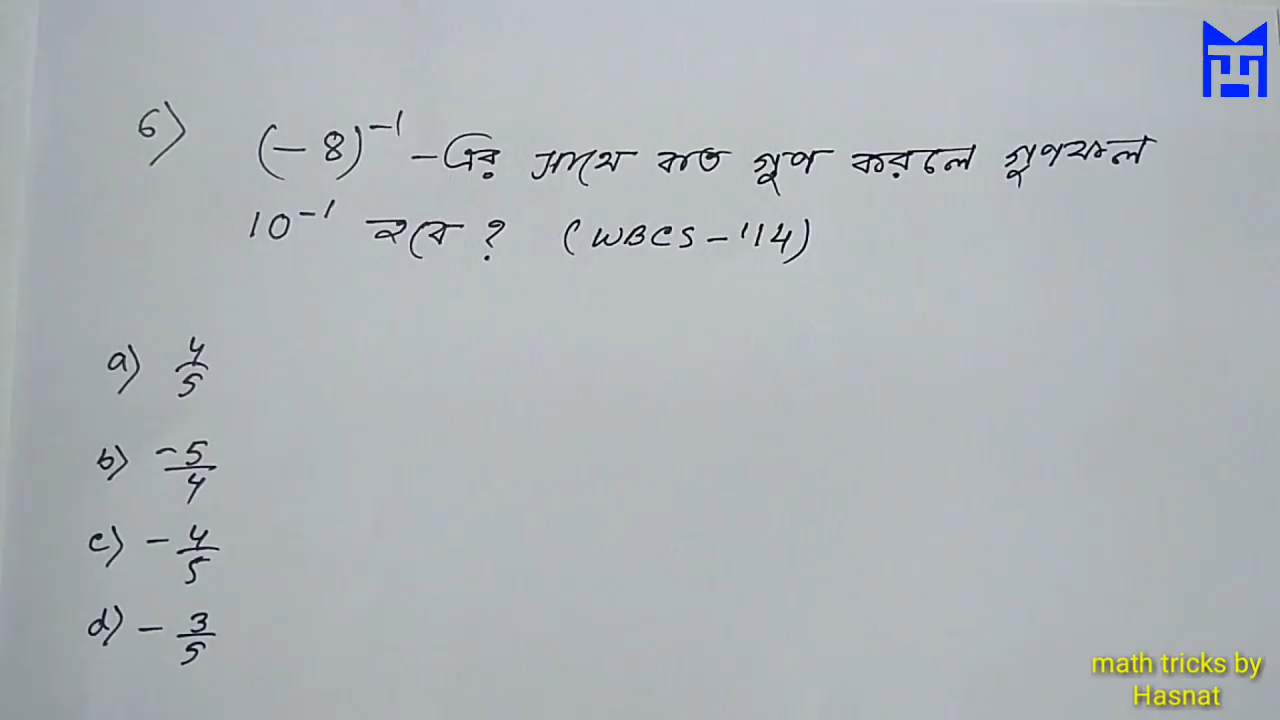 6) (-8)⁻¹ -এর সাথে কত গুণ করলে গুণফল
10⁻¹ হবে ? (WBCS-'14)
a) 4/5
b) -5/4
c) -4/5
d) -3/5
math tricks by
Hasnat